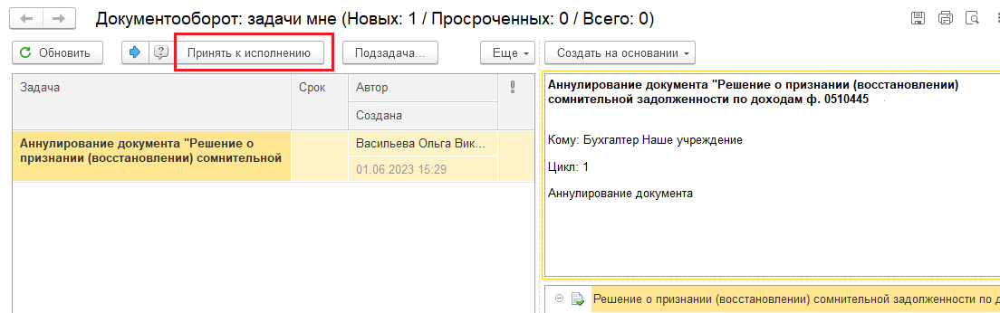 Документооборот: задачи мне (Новых: 1 / Просроченных: 0 / Всего: 0)
Обновить
Принять к исполнению
Подзадача...
Еще
Создать на основании
Задача
Срок
Автор
Создана
Аннулирование документа "Решение о
признании (восстановлении) сомнительной
Васильева Ольга Вик...
01.06.2023 15:29
Аннулирование документа "Решение о признании (восстановлении)
сомнительной задолженности по доходам ф. 0510445
Кому: Бухгалтер Наше учреждение
Цикл: 1
Аннулирование документа
Решение о признании (восстановлении) сомнительной задолженности по д